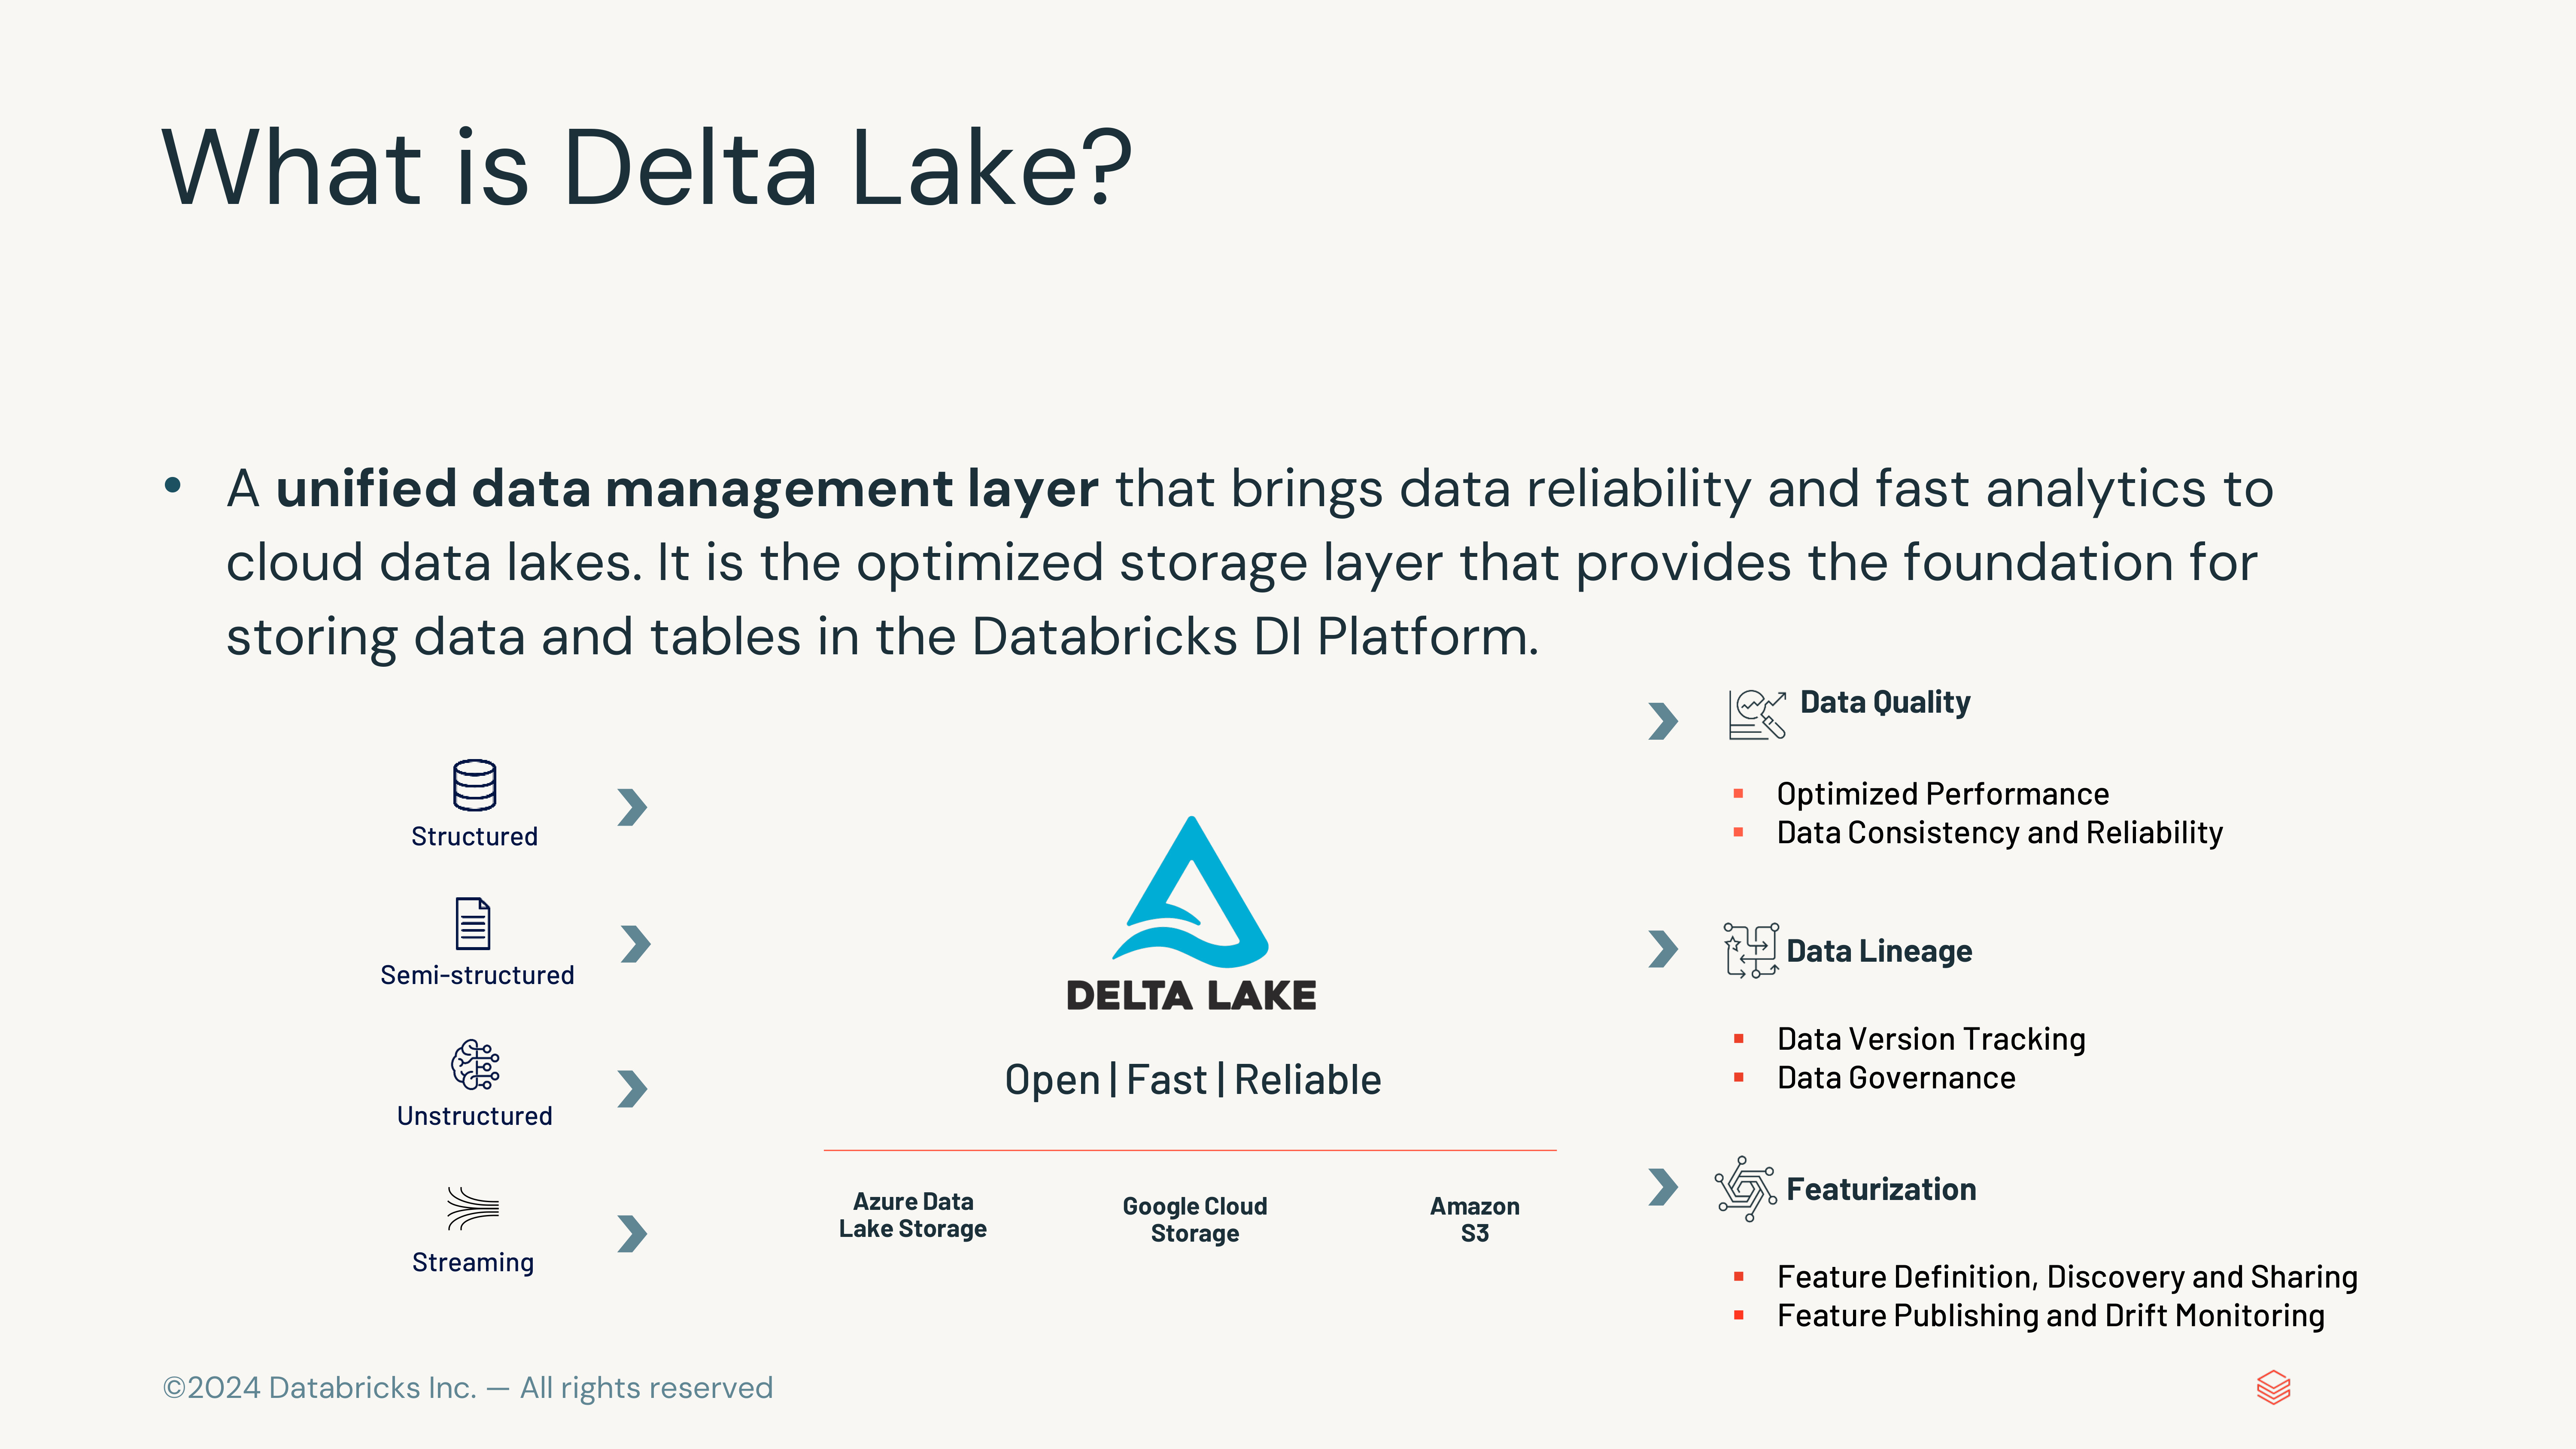 What is Delta Lake?
• A unified data management layer that brings data reliability and fast analytics to
cloud data lakes. It is the optimized storage layer that provides the foundation for
storing data and tables in the Databricks DI Platform.
Structured
Semi-structured
Unstructured
Streaming
DELTA LAKE
Open | Fast | Reliable
Azure Data
Lake Storage
Google Cloud
Storage
Amazon
S3
Data Quality
▪ Optimized Performance
▪ Data Consistency and Reliability
Data Lineage
▪ Data Version Tracking
▪ Data Governance
Featurization
▪ Feature Definition, Discovery and Sharing
▪ Feature Publishing and Drift Monitoring
©2024 Databricks Inc. — All rights reserved